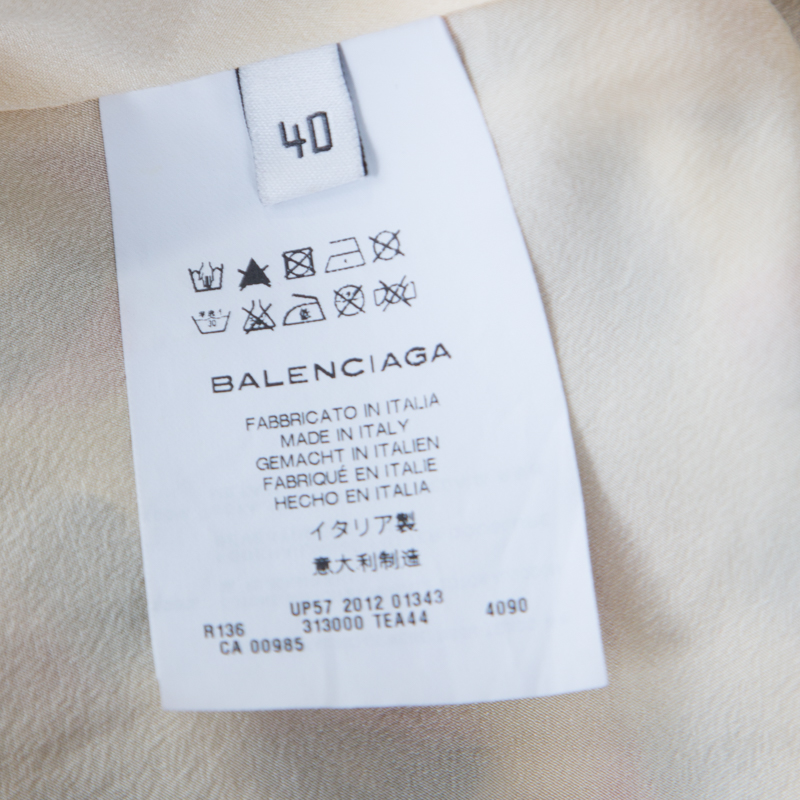 40
BALENCIAGA
FABBRICATO IN ITALIA
MADE IN ITALY
GEMACHT IN ITALIEN
FABRIQUÉ EN ITALIE
HECHO EN ITALIA
イタリア製
意大利制造
UP57 2012 01343
R136 313000 TEA44 4090
CA 00985